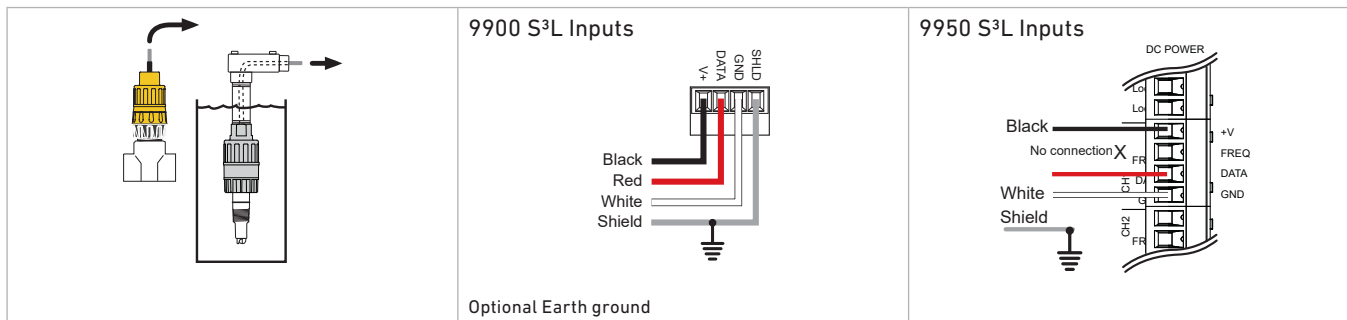 9900 S³L Inputs
V+
DATA
GND
SHLD
Black
Red
White
Shield
Optional Earth ground
9950 S³L Inputs
DC POWER
Black
+V
No connection X
FREQ
DATA
White
GND
Shield
CH2